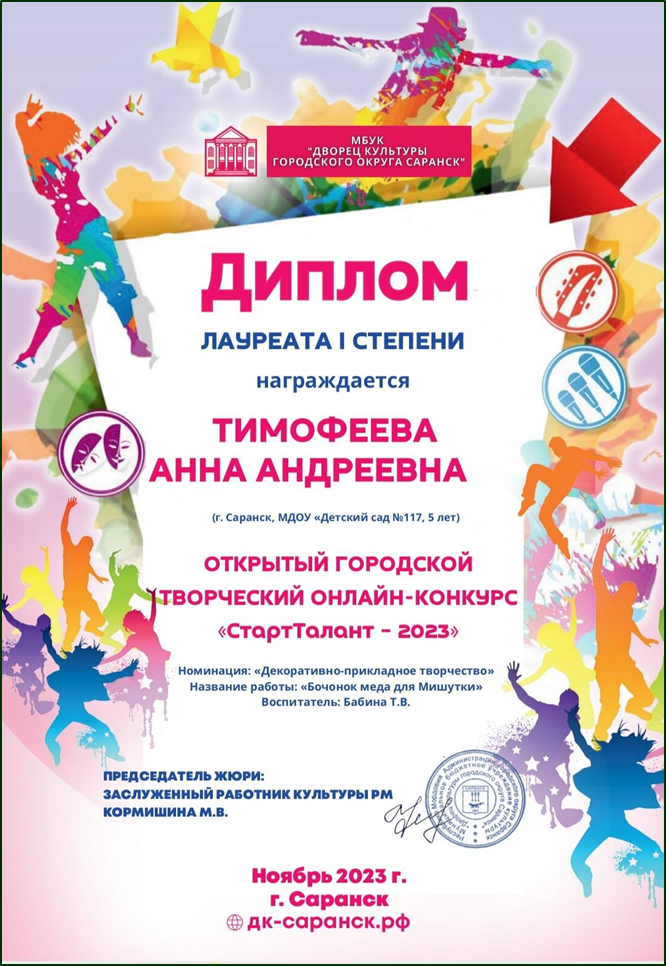 МБУК
"ДВОРЕЦ КУЛЬТУРЫ
ГОРОДСКОГО ОКРУГА САРАНСК"
ДИПЛОМ
ЛАУРЕАТА I СТЕПЕНИ
награждается
ТИМОФЕЕВА
АННА АНДРЕЕВНА
(г. Саранск, МДОУ «Детский сад №117, 5 лет)
ОТКРЫТЫЙ ГОРОДСКОЙ
ТВОРЧЕСКИЙ ОНЛАЙН-КОНКУРС
«СтартТалант - 2023»
Номинация: «Декоративно-прикладное творчество»
Название работы: «Бочонок меда для Мишутки»
Воспитатель: Бабина Т.В.
ПРЕДСЕДАТЕЛЬ ЖЮРИ:
ЗАСЛУЖЕННЫЙ РАБОТНИК КУЛЬТУРЫ РМ
КОРМИШИНА М.В.
Ноябрь 2023 г.
г. Саранск
дк-саранск.рф